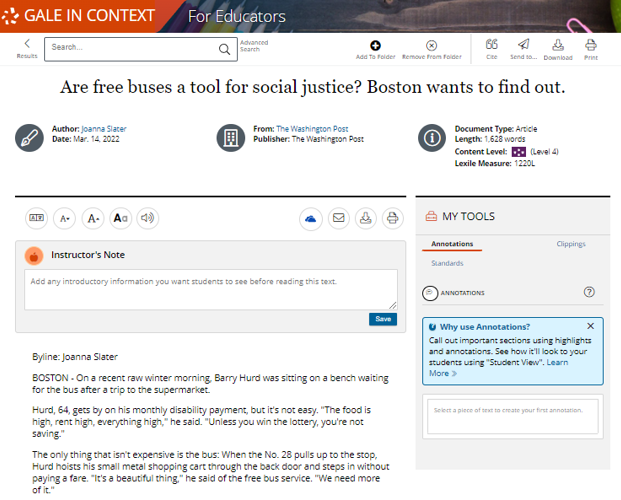 GALE IN CONTEXT For Educators
Results
Search...
Advanced
Search
Add To Folder Remove From Folder Cite Send to... Download Print
Are free buses a tool for social justice? Boston wants to find out.
Author: Joanna Slater
Date: Mar. 14, 2022
From: The Washington Post
Publisher: The Washington Post
Document Type: Article
Length: 1,628 words
Content Level: (Level 4)
Lexile Measure: 1220L
A- A+ Aa
MY TOOLS
Annotations Clippings
Standards
ANNOTATIONS ?
Why use Annotations?
Call out important sections using highlights
and annotations. See how it'll look to your
students using "Student View". Learn
More »
Select a piece of text to create your first annotation.
Instructor's Note
Add any introductory information you want students to see before reading this text.
Save
Byline: Joanna Slater
BOSTON - On a recent raw winter morning, Barry Hurd was sitting on a bench waiting
for the bus after a trip to the supermarket.
Hurd, 64, gets by on his monthly disability payment, but it's not easy. "The food is
high, rent high, everything high," he said. "Unless you win the lottery, you're not
saving."
The only thing that isn't expensive is the bus: When the No. 28 pulls up to the stop,
Hurd hoists his small metal shopping cart through the back door and steps in without
paying a fare. "It's a beautiful thing," he said of the free bus service. "We need more
of it."